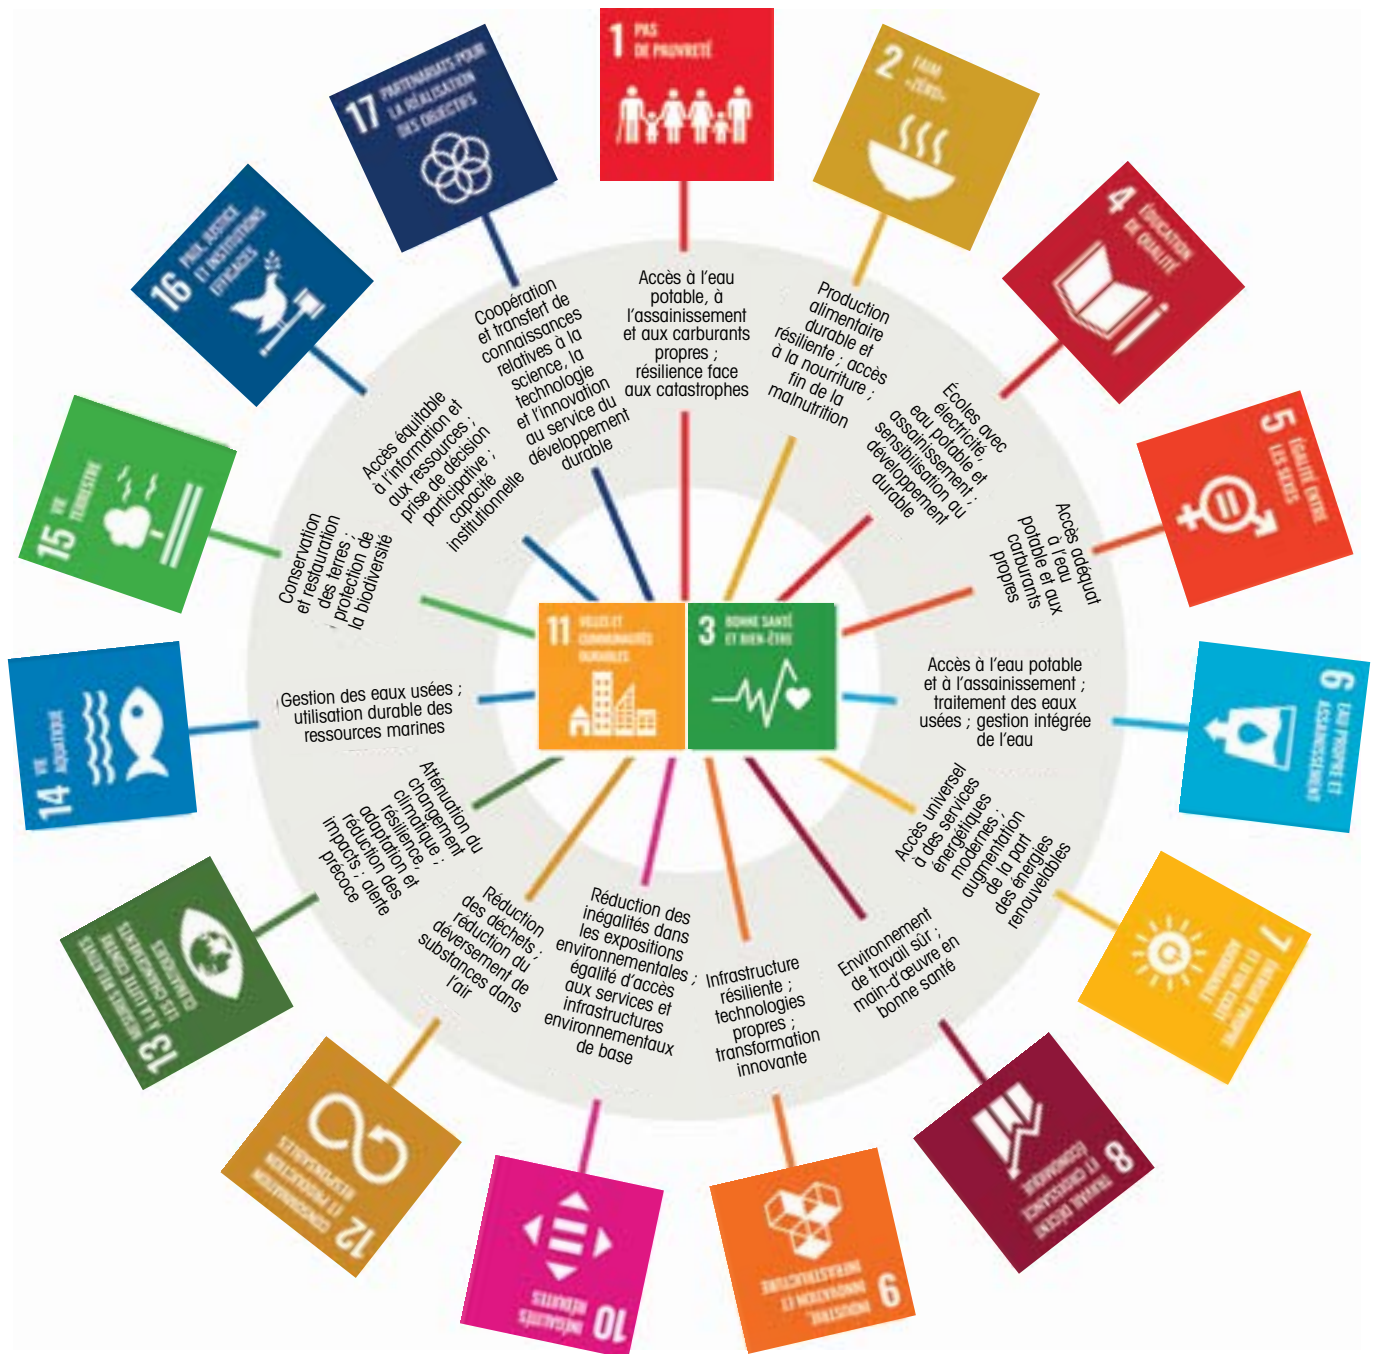 1 PAS
DE PAUVRETÉ
Accès à l'eau
potable, à
l'assainissement
et aux carburants
propres ;
résilience face
aux catastrophes
2 FAIM
«ZÉRO»
Production
alimentaire
durable et
résiliente ; accès
à la nourriture ;
fin de la
malnutrition
4 ÉDUCATION
DE QUALITÉ
Écoles avec
électricité,
eau potable et
assainissement ;
sensibilisation au
développement
durable
5 ÉGALITÉ ENTRE
LES SEXES
Accès adéquat
à l'eau
potable et aux
carburants
propres
6 EAU PROPRE ET
ASSAINISSEMENT
Accès à l'eau potable
et à l'assainissement ;
traitement des eaux
usées ; gestion intégrée
de l'eau
7 ÉNERGIE PROPRE
ET D'UN COÛT
ABORDABLE
Accès universel
à des services
énergétiques
modernes ;
augmentation
de la part
des énergies
renouvelables
8 TRAVAIL DÉCENT
ET CROISSANCE
ÉCONOMIQUE
Environnement
de travail sûr ;
main-d'œuvre en
bonne santé
9 INDUSTRIE,
INNOVATION ET
INFRASTRUCTURE
Infrastructure
résiliente ;
technologies
propres ;
transformation
innovante
10 INÉGALITÉS
RÉDUITES
Réduction des
inégalités dans
les expositions
environnementales ;
égalité d'accès
aux services et
infrastructures
environnementaux
de base
12 CONSOMMATION
ET PRODUCTION
RESPONSABLES
Réduction
des déchets ;
réduction du
déversement de
substances dans
l'air
13 MESURES RELATIVES
À LA LUTTE CONTRE
LES CHANGEMENTS
CLIMATIQUES
Atténuation du
changement
climatique ;
résilience,
adaptation et
réduction des
impacts ; alerte
précoce
14 VIE
AQUATIQUE
Gestion des eaux usées ;
utilisation durable des
ressources marines
15 VIE
TERRESTRE
Conservation
et restauration
des terres ;
protection de
la biodiversité
16 PAIX, JUSTICE
ET INSTITUTIONS
EFFICACES
Accès équitable
à l'information et
aux ressources ;
prise de décision
participative ;
capacité
institutionnelle
17 PARTENARIATS POUR
LA RÉALISATION
DES OBJECTIFS
Coopération
et transfert de
connaissances
relatives à la
science, la
technologie
et l'innovation
au service du
développement
durable
11 VILLES ET
COMMUNAUTÉS
DURABLES
3 BONNE SANTÉ
ET BIEN-ÊTRE